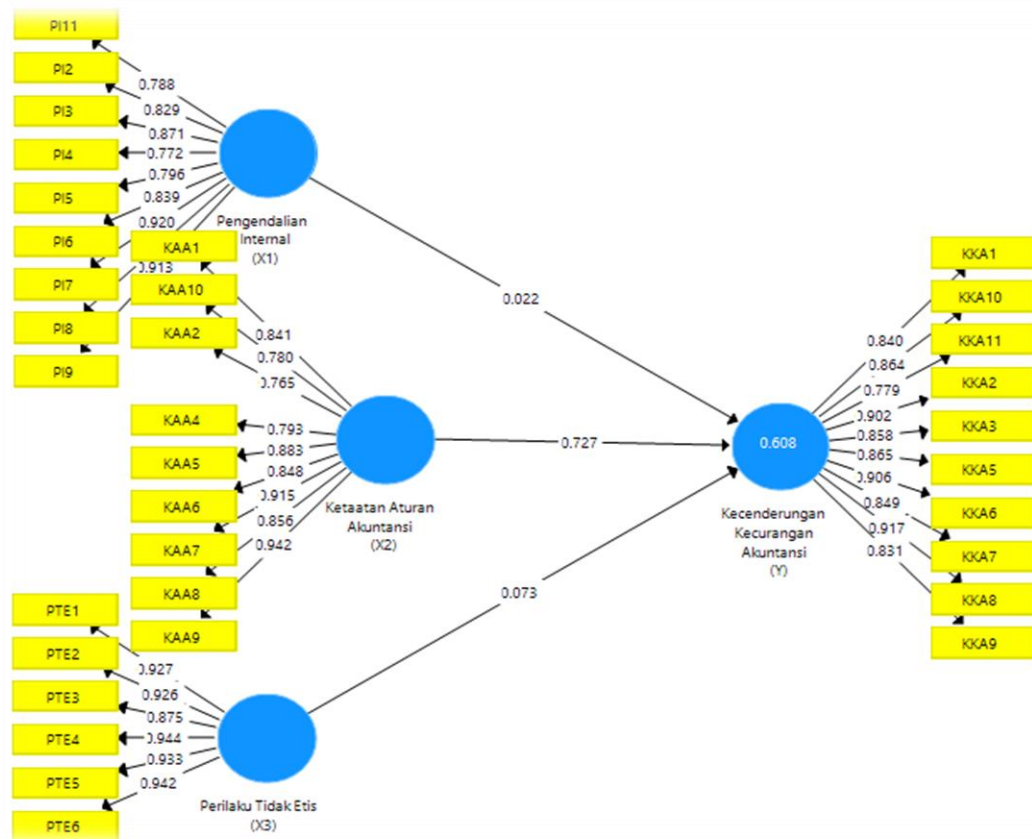 PI11
PI2
PI3
PI4
PI5
PI6
PI7
PI8
PI9
0.788
0.829
0.871
0.772
0.796
0.839
0.920
0.913
Pengendalian
Internal
(X1)
KAA1
KAA10
KAA2
KAA4
KAA5
KAA6
KAA7
KAA8
KAA9
0.841
0.780
0.765
0.793
0.883
0.848
0.915
0.856
0.942
Ketaatan Aturan
Akuntansi
(X2)
PTE1
PTE2
PTE3
PTE4
PTE5
PTE6
0.927
0.926
0.875
0.944
0.933
0.942
Perilaku Tidak Etis
(X3)
0.022
0.727
0.073
0.608
Kecenderungan
Kecurangan
Akuntansi
(Y)
0.840
0.864
0.779
0.902
0.858
0.865
0.906
0.849
0.917
0.831
KKA1
KKA10
KKA11
KKA2
KKA3
KKA5
KKA6
KKA7
KKA8
KKA9